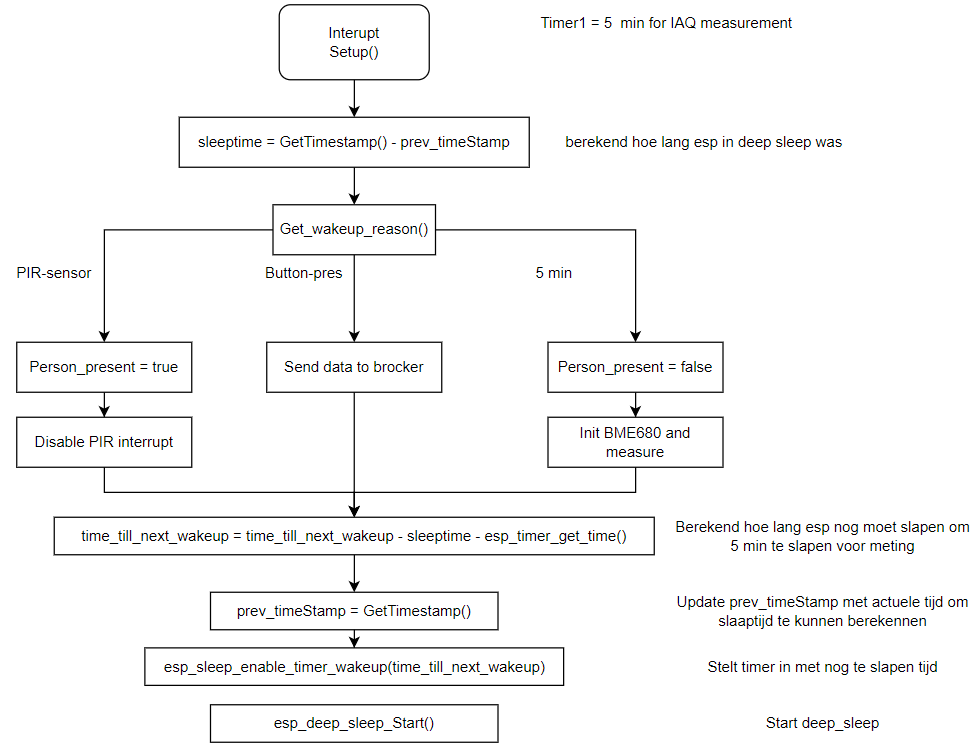 Interupt
Setup()
Timer1 = 5 min for IAQ measurement
sleeptime = GetTimestamp() - prev_timeStamp
berekend hoe lang esp in deep sleep was
Get_wakeup_reason()
PIR-sensor
Button-pres
5 min
Person_present = true
Send data to brocker
Person_present = false
Disable PIR interrupt
Init BME680 and
measure
time_till_next_wakeup = time_till_next_wakeup - sleeptime - esp_timer_get_time()
Berekend hoe lang esp nog moet slapen om
5 min te slapen voor meting
prev_timeStamp = GetTimestamp()
Update prev_timeStamp met actuele tijd om
slaaptijd te kunnen berekennen
esp_sleep_enable_timer_wakeup(time_till_next_wakeup)
Stelt timer in met nog te slapen tijd
esp_deep_sleep_Start()
Start deep_sleep